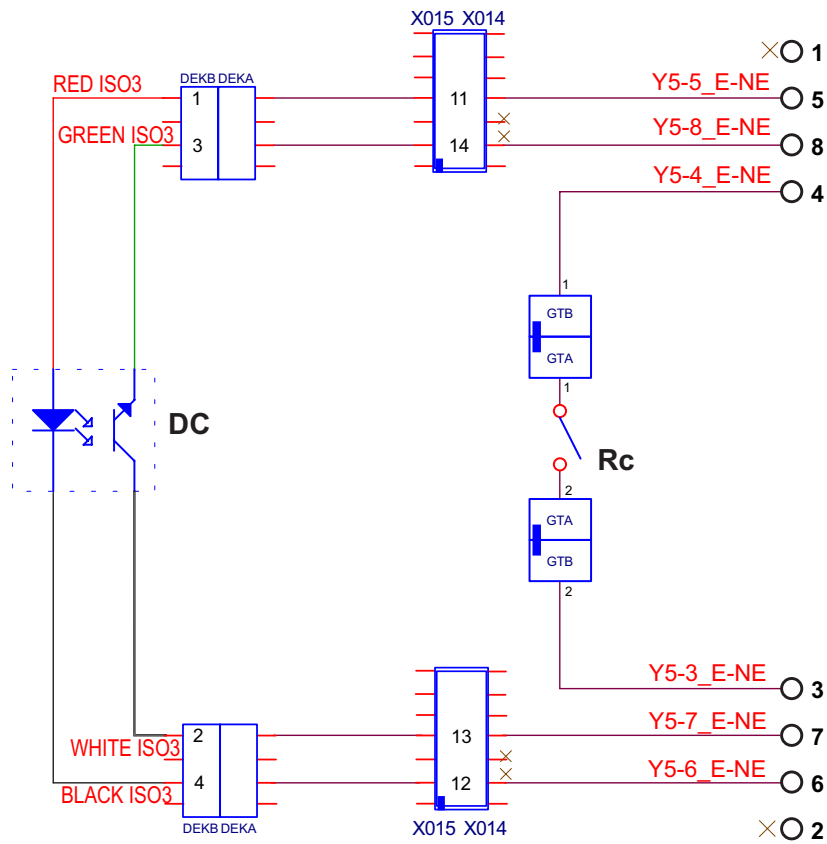 X015 X014
1
RED ISO3
DEKB DEKA
1
11
Y5-5_E-NE
5
GREEN ISO3
3
14
Y5-8_E-NE
8
Y5-4_E-NE
4
1
GTB
GTA
1
DC
Rc
2
GTA
GTB
2
Y5-3_E-NE
3
WHITE ISO3
2
13
Y5-7_E-NE
7
BLACK ISO3
4
12
Y5-6_E-NE
6
DEKB DEKA
X015 X014
2